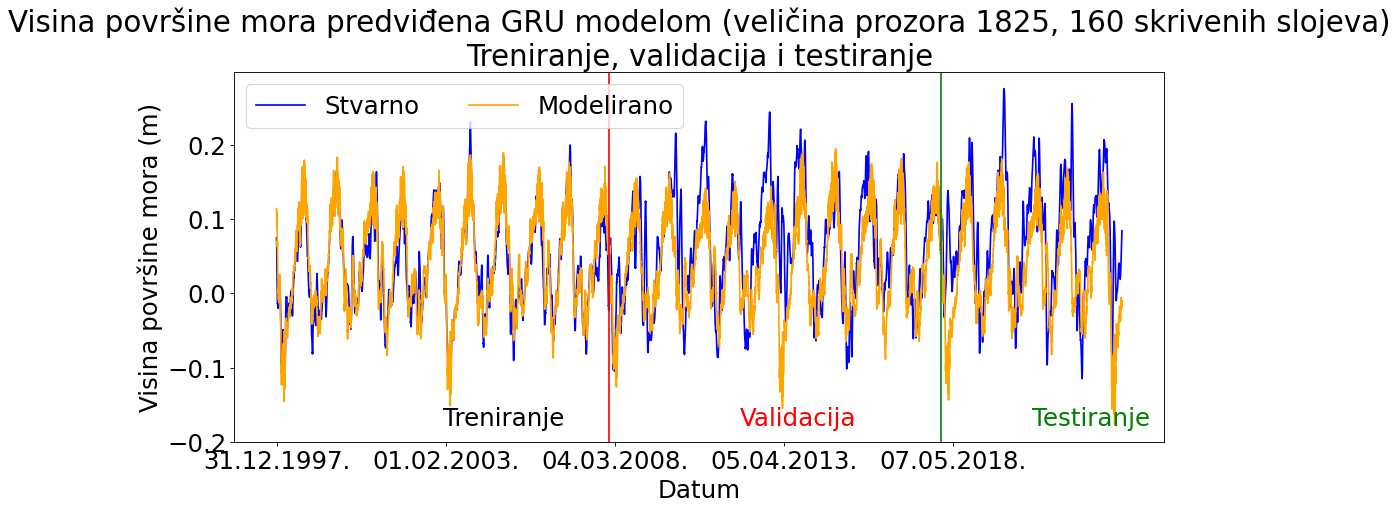 Visina površine mora predviđena GRU modelom (veličina prozora 1825, 160 skrivenih slojeva)
Treniranje, validacija i testiranje
Stvarno
Modelirano
Visina površine mora (m)
0.2
0.1
0.0
−0.1
−0.2
Treniranje
Validacija
Testiranje
31.12.1997.
01.02.2003.
04.03.2008.
05.04.2013.
07.05.2018.
Datum